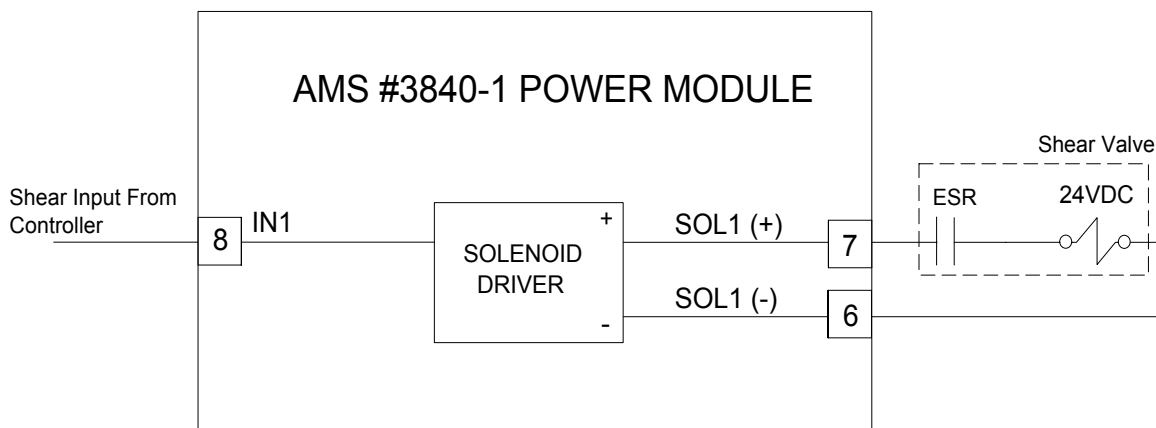 AMS #3840-1 POWER MODULE
Shear Valve
Shear Input From
Controller
8
IN1
SOLENOID
DRIVER
+
-
SOL1 (+)
7
ESR
24VDC
SOL1 (-)
6